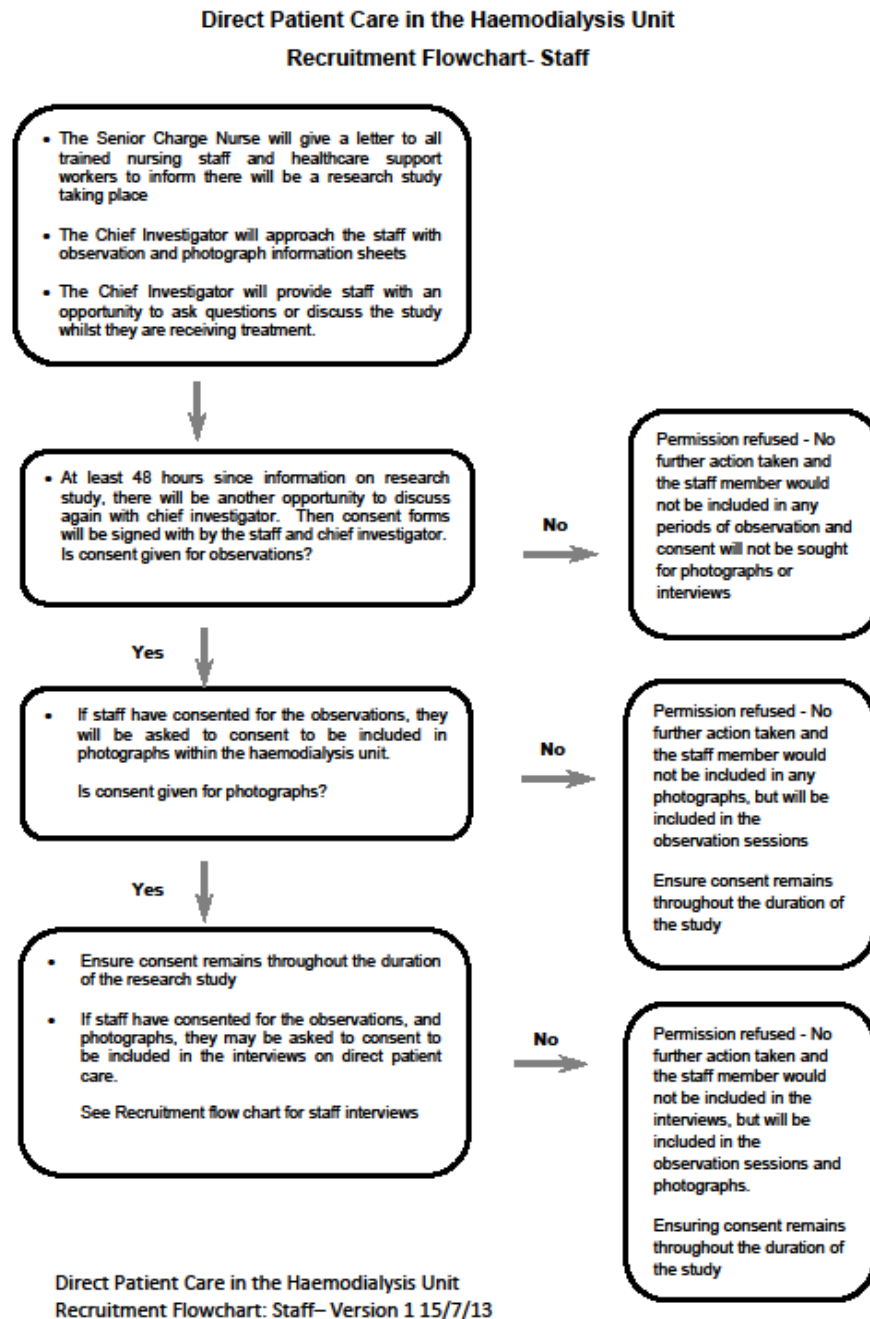 Direct Patient Care in the Haemodialysis Unit
Recruitment Flowchart- Staff
• The Senior Charge Nurse will give a letter to all
trained nursing staff and healthcare support
workers to inform there will be a research study
taking place
• The Chief Investigator will approach the staff with
observation and photograph information sheets
• The Chief Investigator will provide staff with an
opportunity to ask questions or discuss the study
whilst they are receiving treatment.
• At least 48 hours since information on research
study, there will be another opportunity to discuss
again with chief investigator. Then consent forms
will be signed with by the staff and chief investigator.
Is consent given for observations?
No
Permission refused - No
further action taken and
the staff member would
not be included in any
periods of observation and
consent will not be sought
for photographs or
interviews
Yes
• If staff have consented for the observations, they
will be asked to consent to be included in
photographs within the haemodialysis unit.
Is consent given for photographs?
No
Permission refused - No
further action taken and
the staff member would
not be included in any
photographs, but will be
included in the
observation sessions
Ensure consent remains
throughout the duration of
the study
Yes
• Ensure consent remains throughout the duration
of the research study
• If staff have consented for the observations, and
photographs, they may be asked to consent to
be included in the interviews on direct patient
care.
See Recruitment flow chart for staff interviews
No
Permission refused - No
further action taken and
the staff member would
not be included in the
interviews, but will be
included in the
observation sessions and
photographs.
Ensuring consent remains
throughout the duration of
the study
Direct Patient Care in the Haemodialysis Unit
Recruitment Flowchart: Staff– Version 1 15/7/13